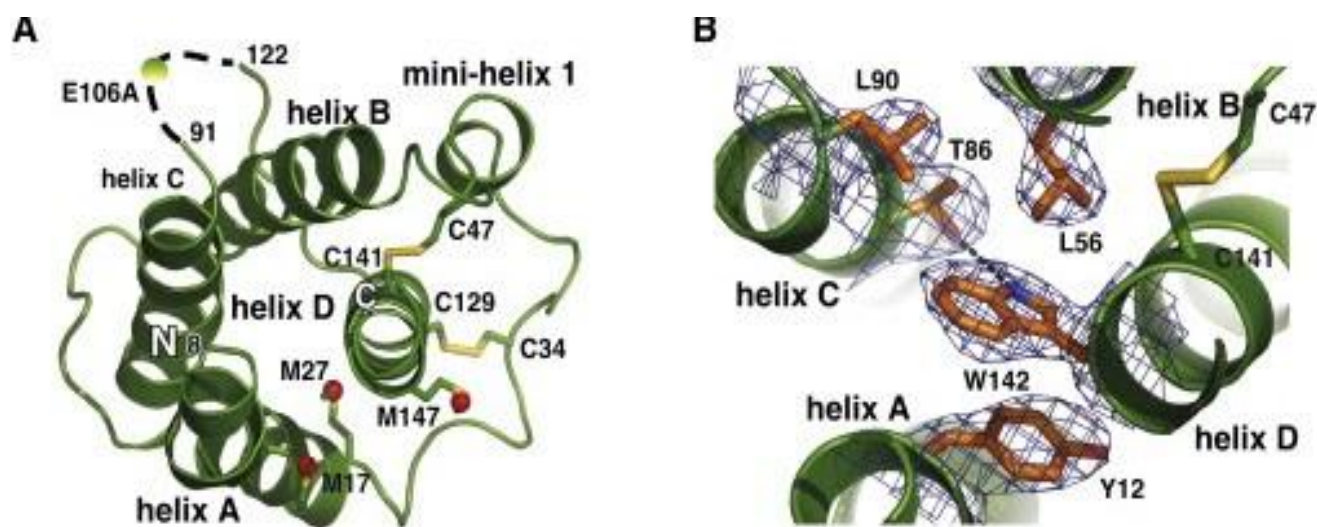 A
122
E106A
mini-helix 1
91
helix B
helix C
C47
C141
helix D
C
C129
N 8
C34
M27
M147
M17
helix A
B
L90
helix B
C47
T86
L56
C141
helix C
W142
helix A
helix D
Y12